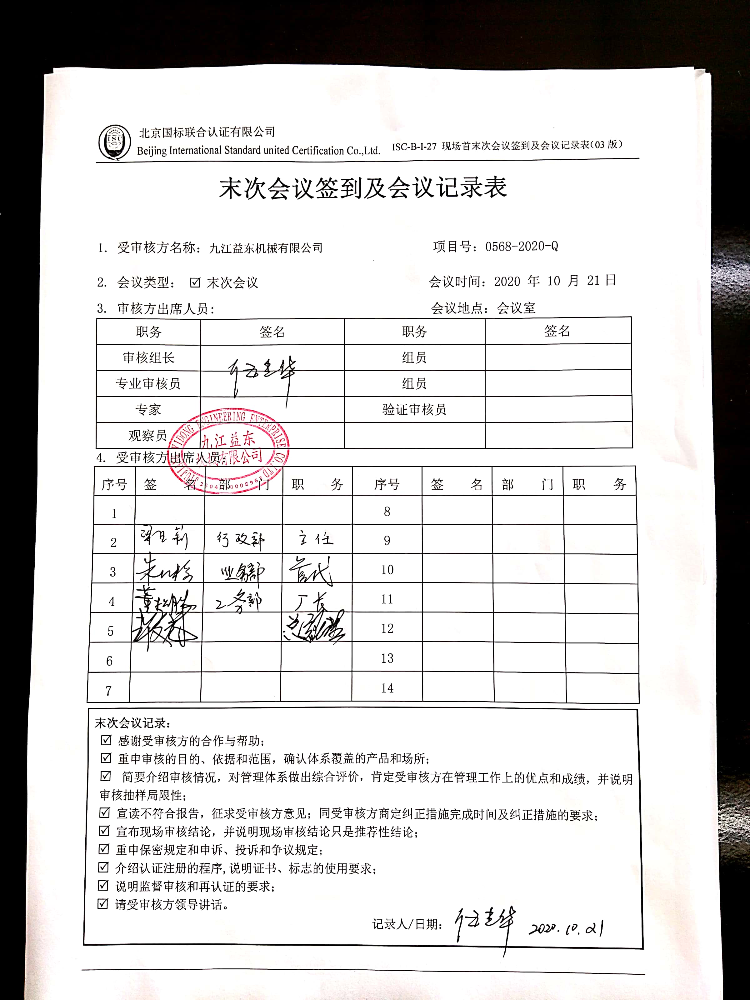 ISC
北京国标联合认证有限公司
Beijing International Standard united Certification Co.,Ltd. ISC-B-I-27 现场首末次会议签到及会议记录表(03 版)
末次会议签到及会议记录表
1. 受审核方名称：九江益东机械有限公司 项目号：0568-2020-Q
2. 会议类型： ☑ 末次会议 会议时间：2020 年 10 月 21日
3. 审核方出席人员： 会议地点：会议室
职务 签名 职务 签名
审核组长 组员
专业审核员 组员
专家 验证审核员
观察员
YIDONG ENGINEERING ENTERPRISE CO.LTD JIUJIANG
九江益东
机械有限公司
4. 受审核方出席人员：
序号 签 名 部 门 职 务 序号 签 名 部 门 职 务
1 8
2 行政部 主任 9
3 业务部 管代 10
4 董松胜 工务部 厂长 11
5 12
6 13
7 14
末次会议记录：
☑ 感谢受审核方的合作与帮助；
☑ 重申审核的目的、依据和范围，确认体系覆盖的产品和场所；
☑ 简要介绍审核情况，对管理体系做出综合评价，肯定受审核方在管理工作上的优点和成绩，并说明
审核抽样局限性；
☑ 宣读不符合报告，征求受审核方意见；同受审核方商定纠正措施完成时间及纠正措施的要求；
☑ 宣布现场审核结论，并说明现场审核结论只是推荐性结论；
☑ 重申保密规定和申诉、投诉和争议规定；
☑ 介绍认证注册的程序,说明证书、标志的使用要求；
☑ 说明监督审核和再认证的要求；
☑ 请受审核方领导讲话。
记录人/日期： 2020.10.21